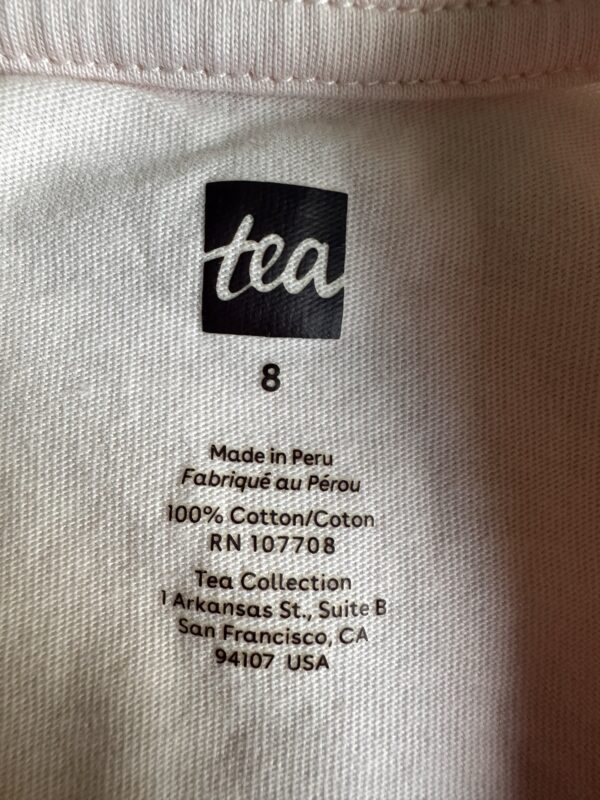 tea
8
Made in Peru
Fabriqué au Pérou
100% Cotton/Coton
RN 107708
Tea Collection
1 Arkansas St., Suite B
San Francisco, CA
94107 USA